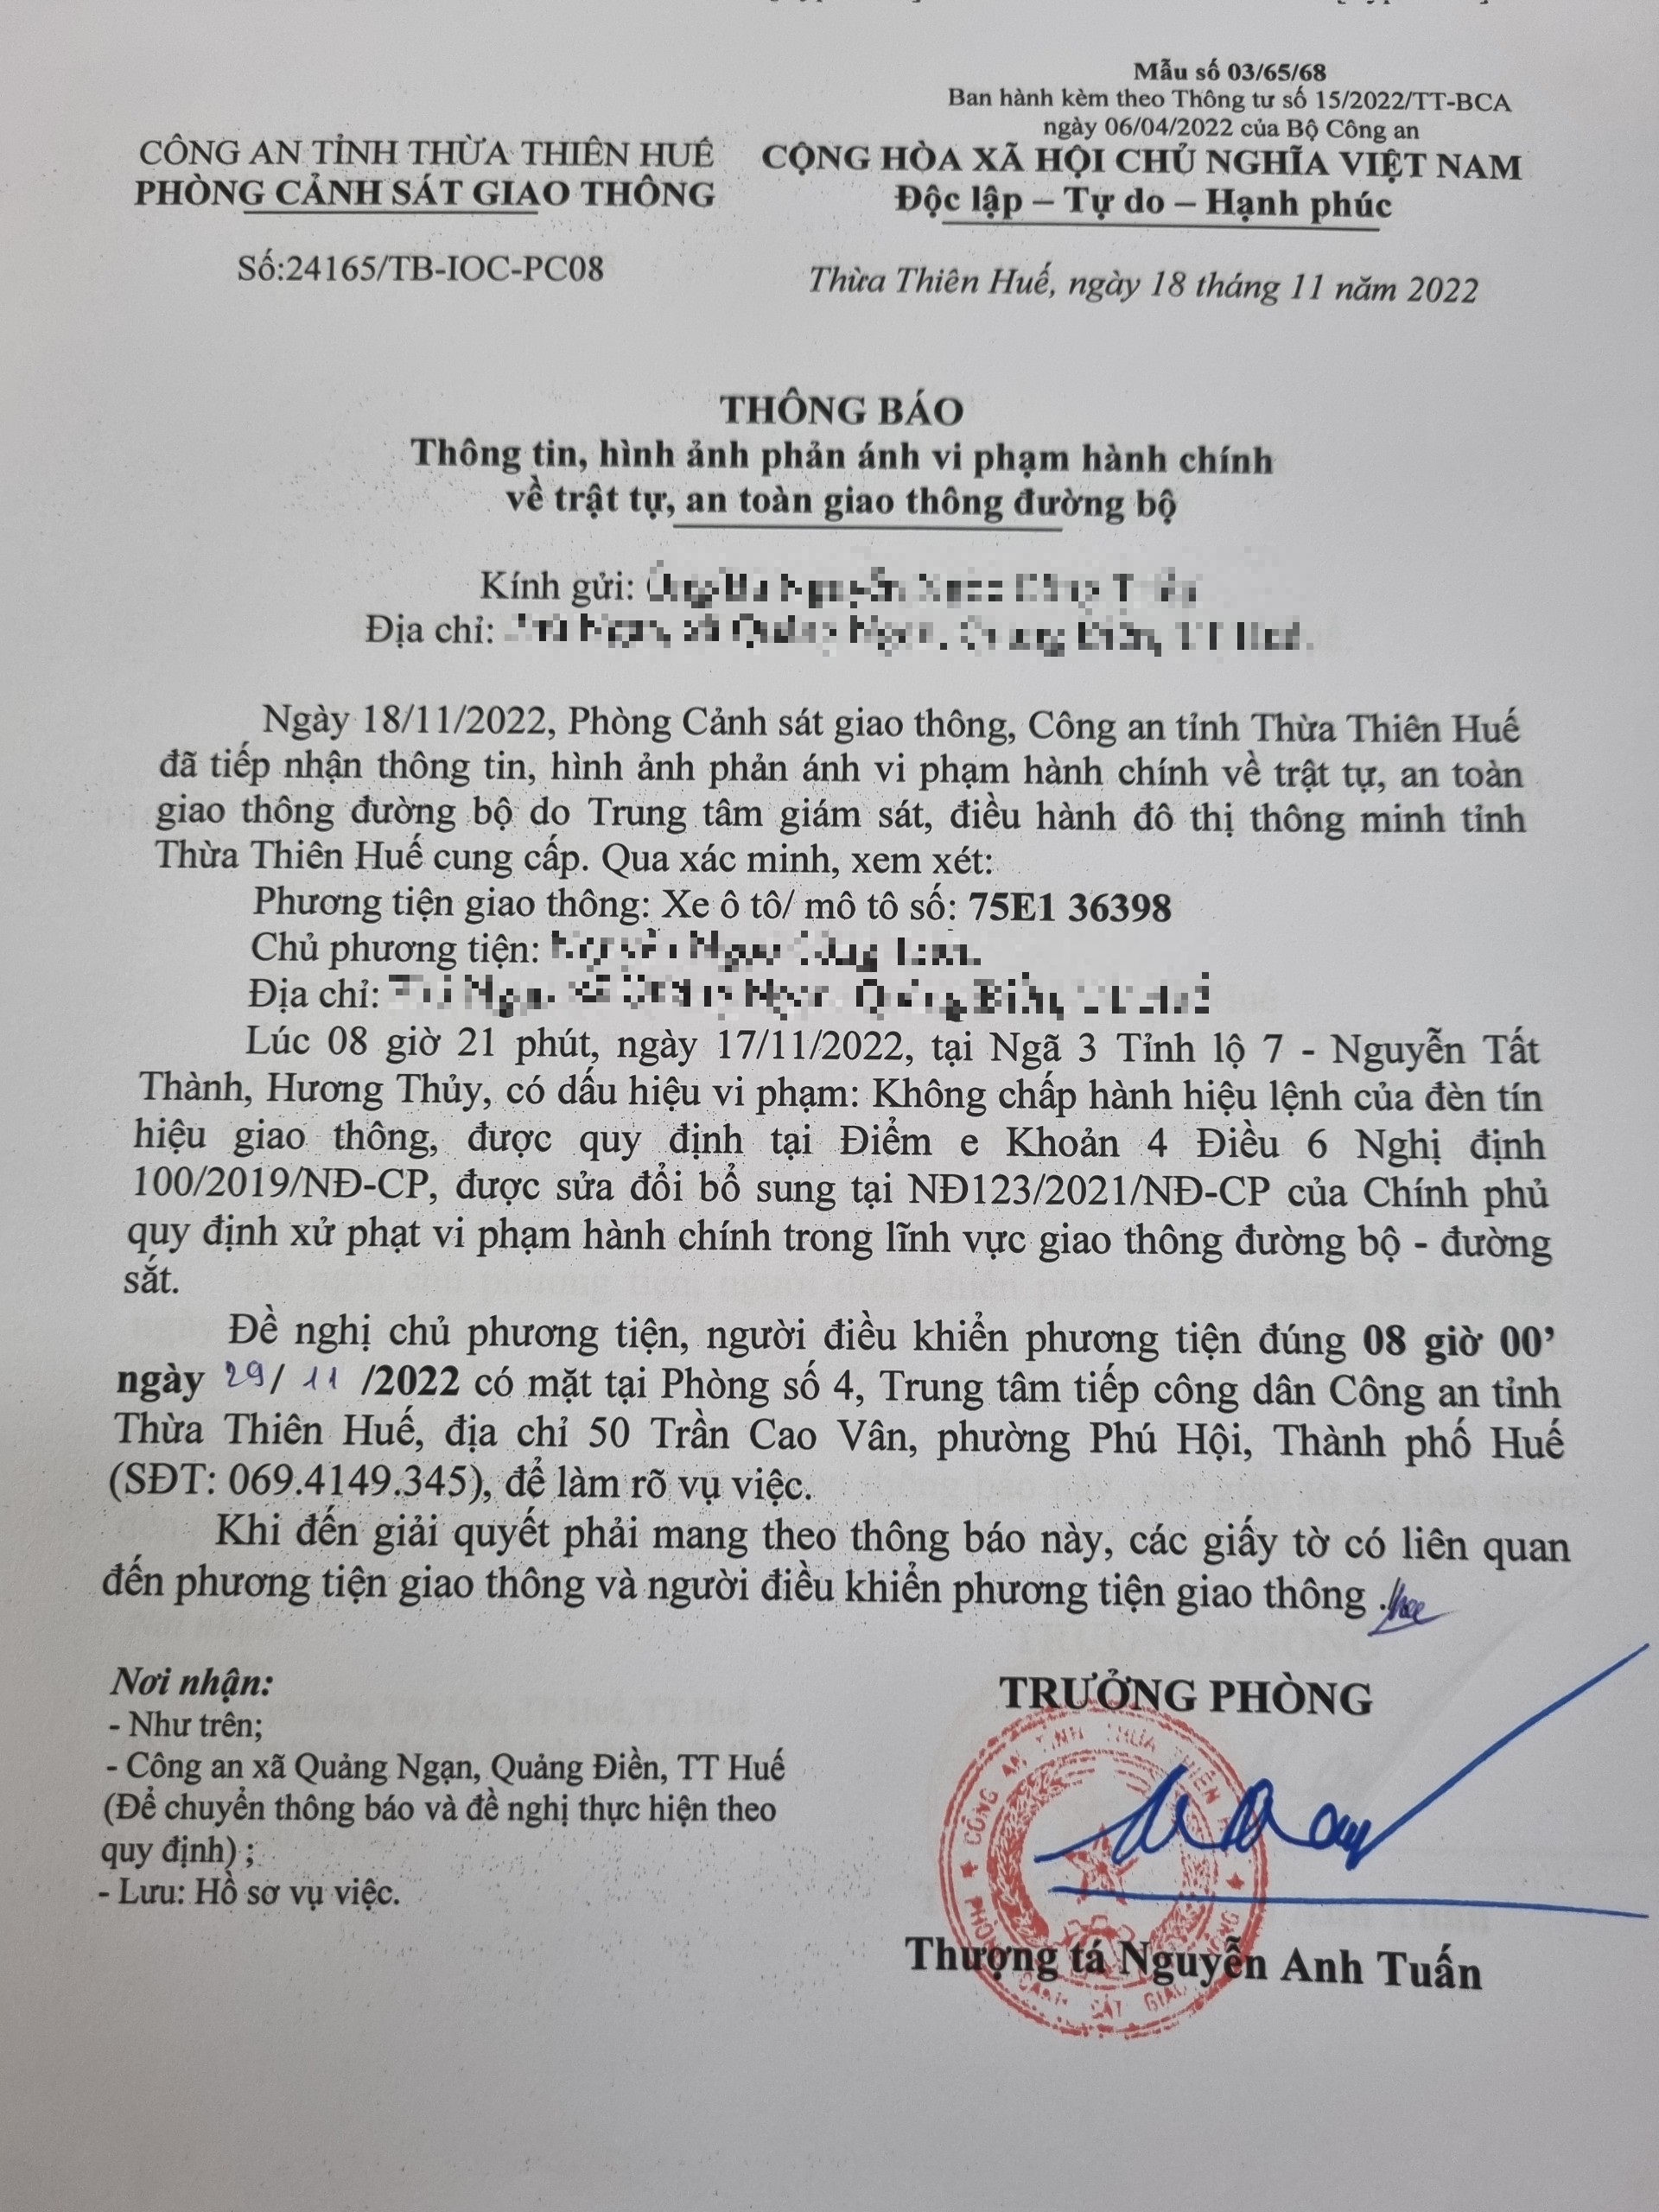 Mẫu số 03/65/68
Ban hành kèm theo Thông tư số 15/2022/TT-BCA
ngày 06/04/2022 của Bộ Công an
CÔNG AN TỈNH THỪA THIÊN HUẾ
PHÒNG CẢNH SÁT GIAO THÔNG
CỘNG HÒA XÃ HỘI CHỦ NGHĨA VIỆT NAM
Độc lập – Tự do – Hạnh phúc
Số:24165/TB-IOC-PC08
Thừa Thiên Huế, ngày 18 tháng 11 năm 2022
THÔNG BÁO
Thông tin, hình ảnh phản ánh vi phạm hành chính
về trật tự, an toàn giao thông đường bộ
Kính gửi:
Địa chỉ:
Ngày 18/11/2022, Phòng Cảnh sát giao thông, Công an tỉnh Thừa Thiên Huế
đã tiếp nhận thông tin, hình ảnh phản ánh vi phạm hành chính về trật tự, an toàn
giao thông đường bộ do Trung tâm giám sát, điều hành đô thị thông minh tỉnh
Thừa Thiên Huế cung cấp. Qua xác minh, xem xét:
Phương tiện giao thông: Xe ô tô/ mô tô số: 75E1 36398
Chủ phương tiện:
Địa chỉ:
Lúc 08 giờ 21 phút, ngày 17/11/2022, tại Ngã 3 Tỉnh lộ 7 - Nguyễn Tất
Thành, Hương Thủy, có dấu hiệu vi phạm: Không chấp hành hiệu lệnh của đèn tín
hiệu giao thông, được quy định tại Điểm e Khoản 4 Điều 6 Nghị định
100/2019/NĐ-CP, được sửa đổi bổ sung tại NĐ123/2021/NĐ-CP của Chính phủ
quy định xử phạt vi phạm hành chính trong lĩnh vực giao thông đường bộ - đường
sắt.
Đề nghị chủ phương tiện, người điều khiển phương tiện đúng 08 giờ 00’
ngày 29/ 11 /2022 có mặt tại Phòng số 4, Trung tâm tiếp công dân Công an tỉnh
Thừa Thiên Huế, địa chỉ 50 Trần Cao Vân, phường Phú Hội, Thành phố Huế
(SĐT: 069.4149.345), để làm rõ vụ việc.
Khi đến giải quyết phải mang theo thông báo này, các giấy tờ có liên quan
đến phương tiện giao thông và người điều khiển phương tiện giao thông .
Nơi nhận:
- Như trên;
- Công an xã Quảng Ngạn, Quảng Điền, TT Huế
(Để chuyển thông báo và đề nghị thực hiện theo
quy định) ;
- Lưu: Hồ sơ vụ việc.
TRƯỞNG PHÒNG
CÔNG AN TỈNH THỪA THIÊN
PHÒNG CẢNH SÁT GIAO THÔNG
Thượng tá Nguyễn Anh Tuấn